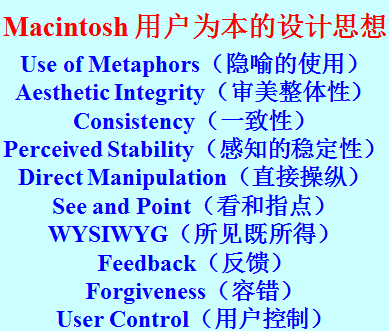 Macintosh 用户为本的设计思想
Use of Metaphors（隐喻的使用）
Aesthetic Integrity（审美整体性）
Consistency（一致性）
Perceived Stability（感知的稳定性）
Direct Manipulation（直接操纵）
See and Point（看和指点）
WYSIWYG（所见既所得）
Feedback（反馈）
Forgiveness（容错）
User Control（用户控制）